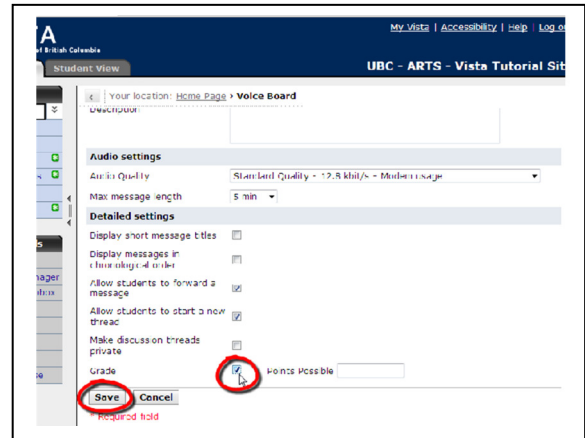 My Vista | Accessibility | Help | Log o
A
of British Columbia
Student View
UBC - ARTS - Vista Tutorial Sit
Your location: Home Page › Voice Board
Description
Audio settings
Audio Quality Standard Quality - 12.8 kbit/s - Modem usage
Max message length 5 min
Detailed settings
Display short message titles
Display messages in
chronological order
Allow students to forward a
message
Allow students to start a new
thread
Make discussion threads
private
Grade Points Possible
Save Cancel
* Required field